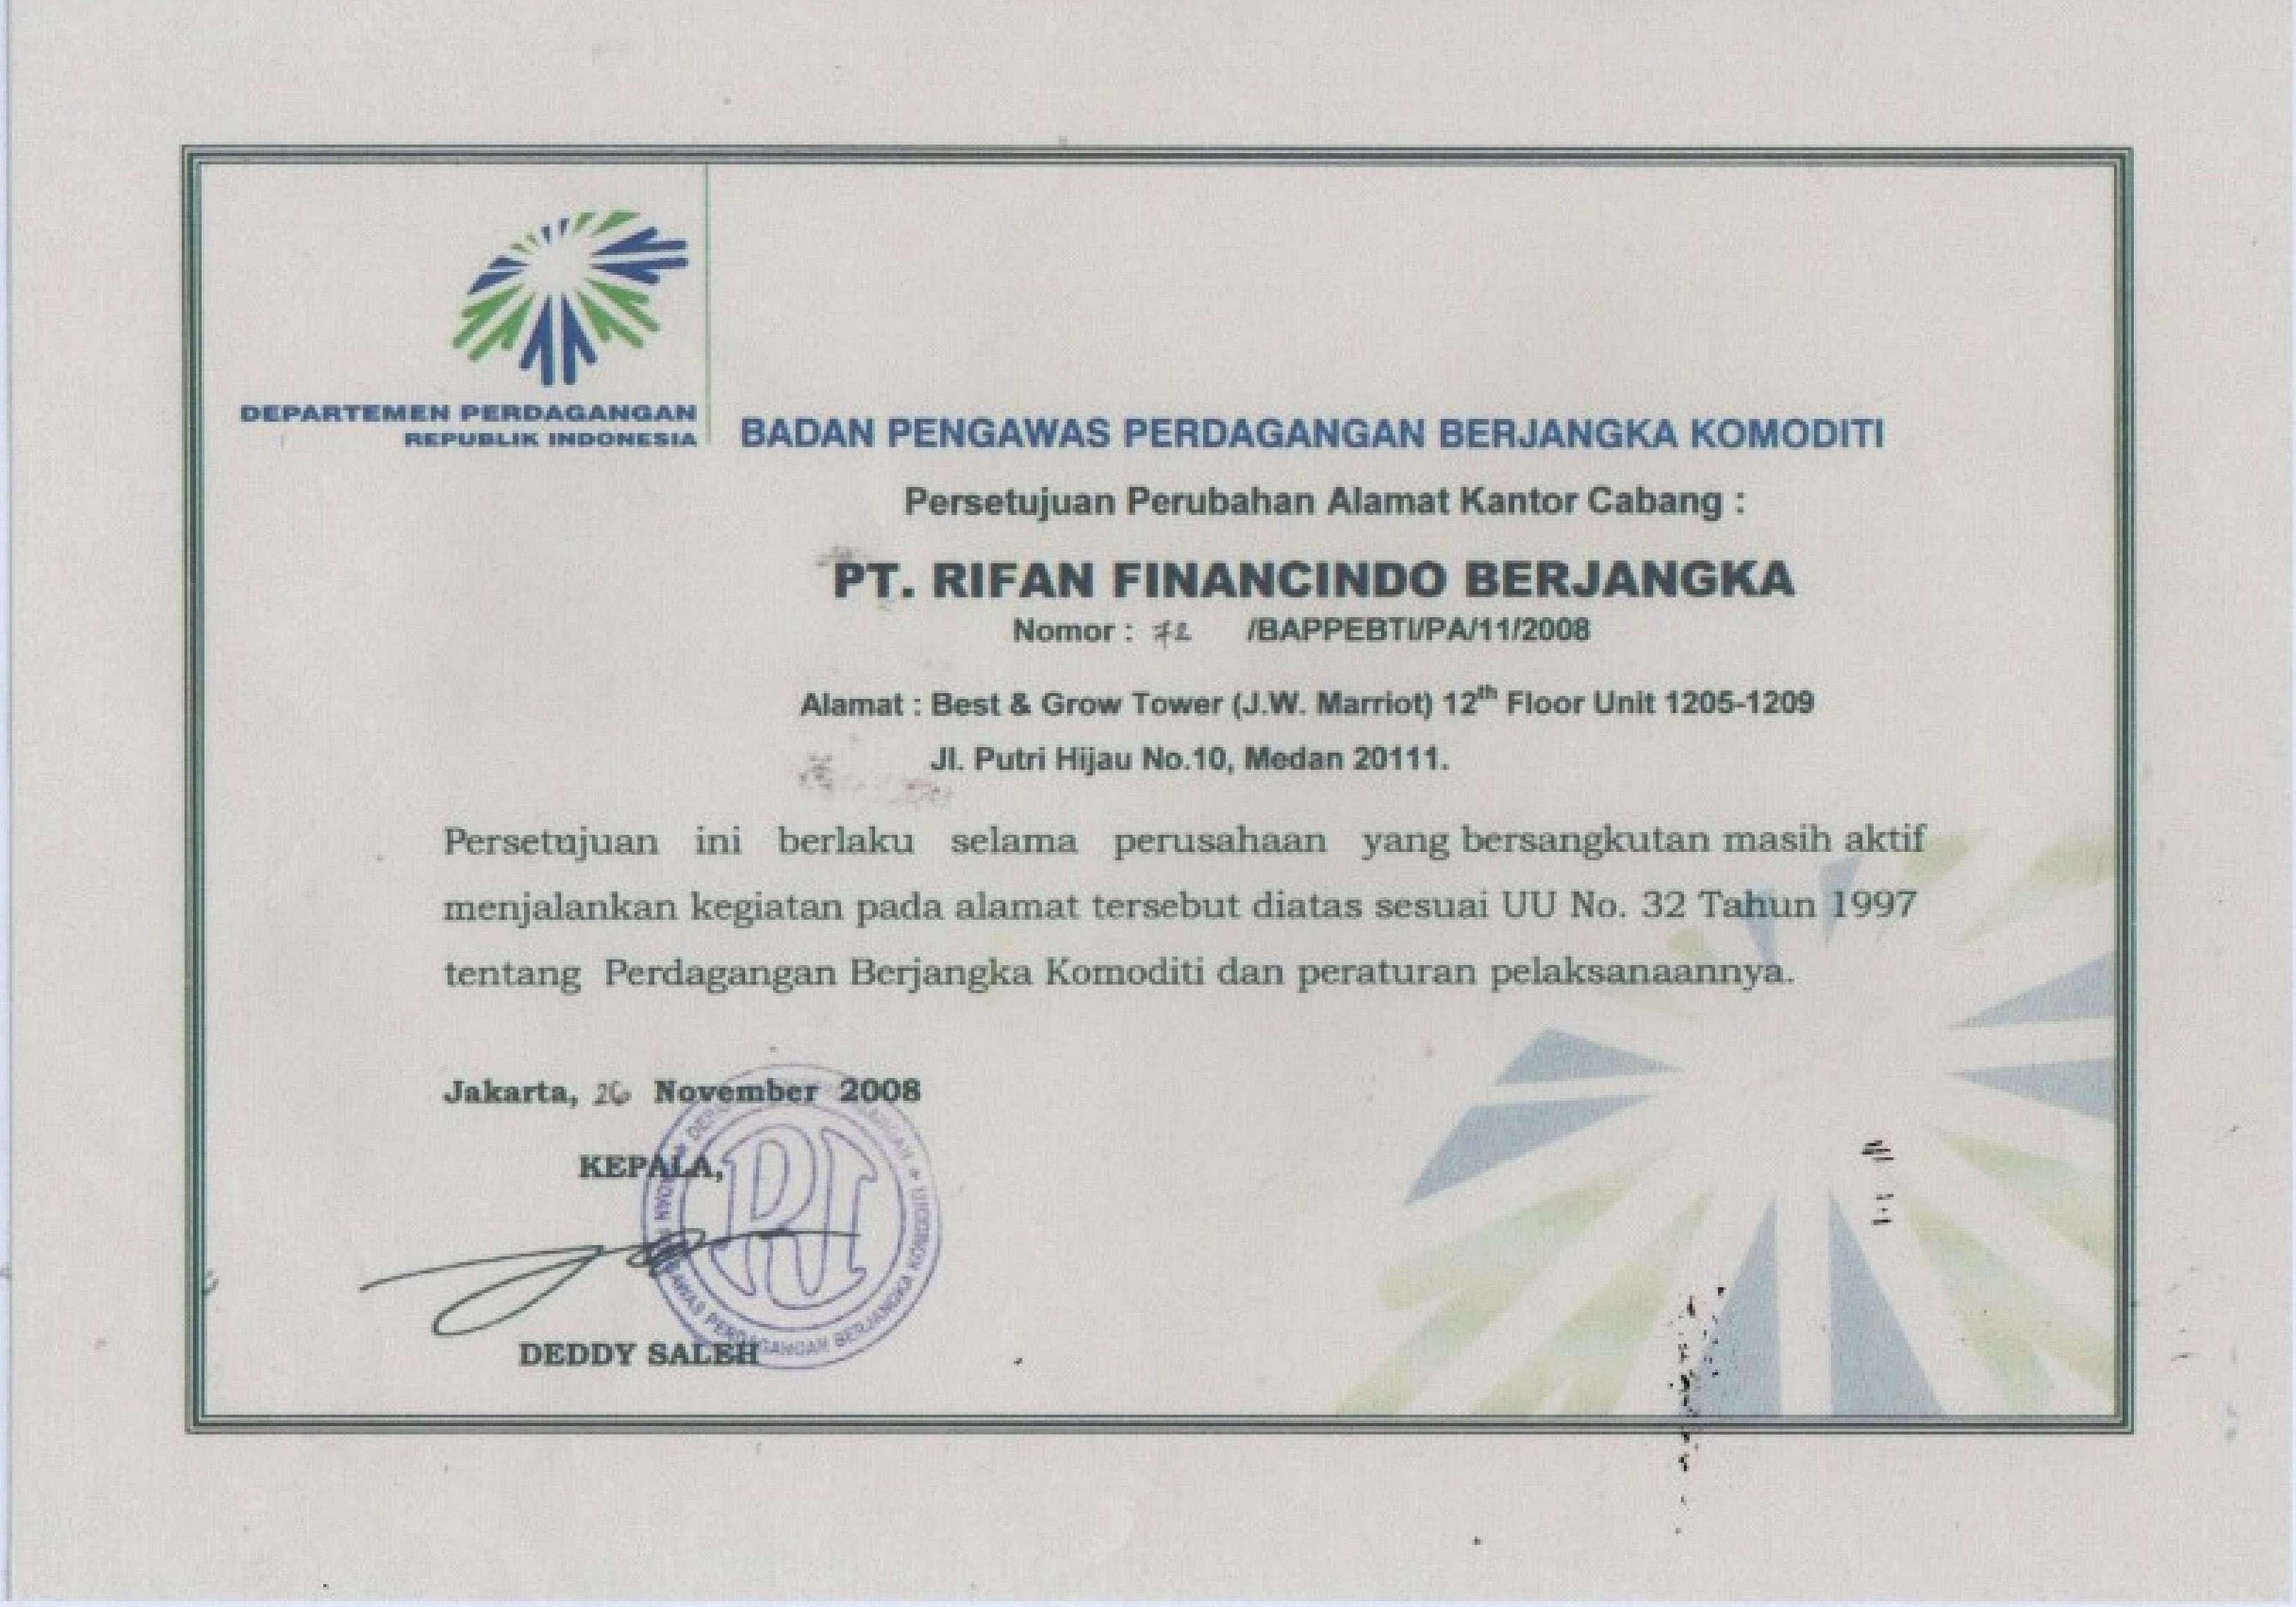 DEPARTEMEN PERDAGANGAN
REPUBLIK INDONESIA
BADAN PENGAWAS PERDAGANGAN BERJANGKA KOMODITI
Persetujuan Perubahan Alamat Kantor Cabang :
PT. RIFAN FINANCINDO BERJANGKA
Nomor : 72 /BAPPEBTI/PA/11/2008
Alamat : Best & Grow Tower (J.W. Marriot) 12th Floor Unit 1205-1209
Jl. Putri Hijau No.10, Medan 20111.
Persetujuan ini berlaku selama perusahaan yang bersangkutan masih aktif
menjalankan kegiatan pada alamat tersebut diatas sesuai UU No. 32 Tahun 1997
tentang Perdagangan Berjangka Komoditi dan peraturan pelaksanaannya.
Jakarta, 26 November 2008
KEPALA,
RI
PERDAGANGAN BERJANGKA KOMODITI
DEDDY SALEH